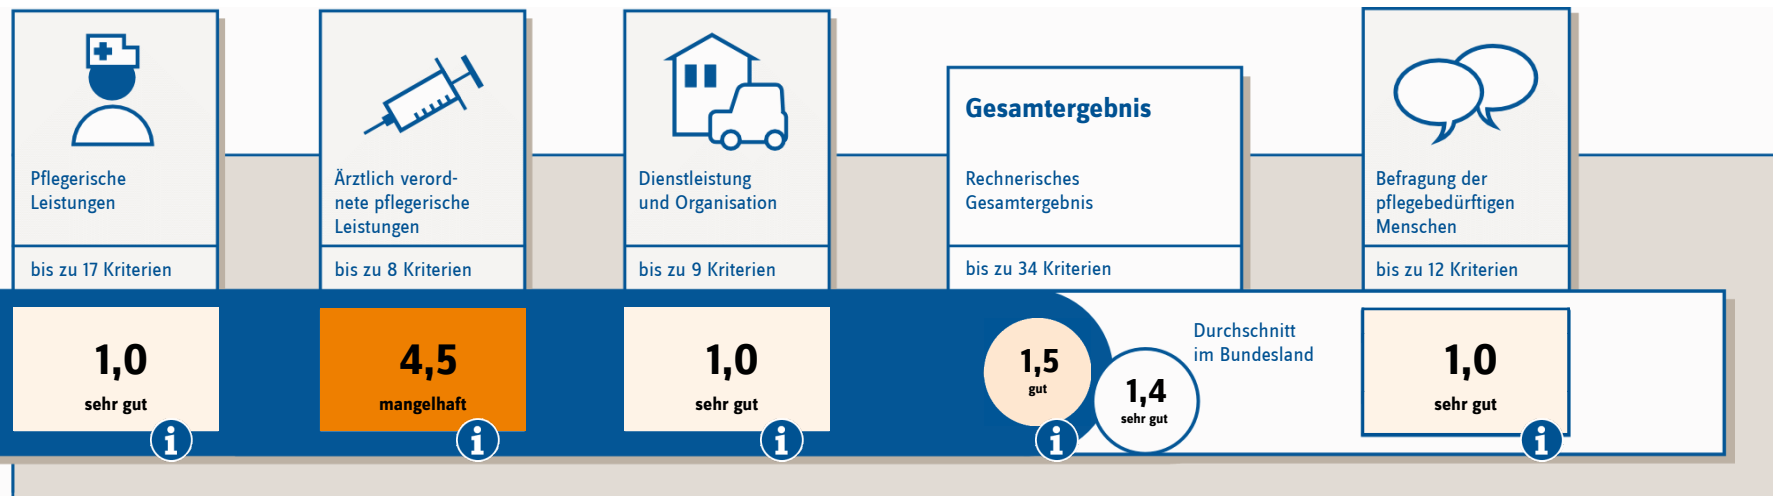 Pflegerische
Leistungen
bis zu 17 Kriterien
1,0
sehr gut
i
Ärztlich verord-
nete pflegerische
Leistungen
bis zu 8 Kriterien
4,5
mangelhaft
i
Dienstleistung
und Organisation
bis zu 9 Kriterien
1,0
sehr gut
i
Gesamtergebnis
Rechnerisches
Gesamtergebnis
bis zu 34 Kriterien
1,5
gut
i
1,4
sehr gut
Durchschnitt
im Bundesland
Befragung der
pflegebedürftigen
Menschen
bis zu 12 Kriterien
1,0
sehr gut
i